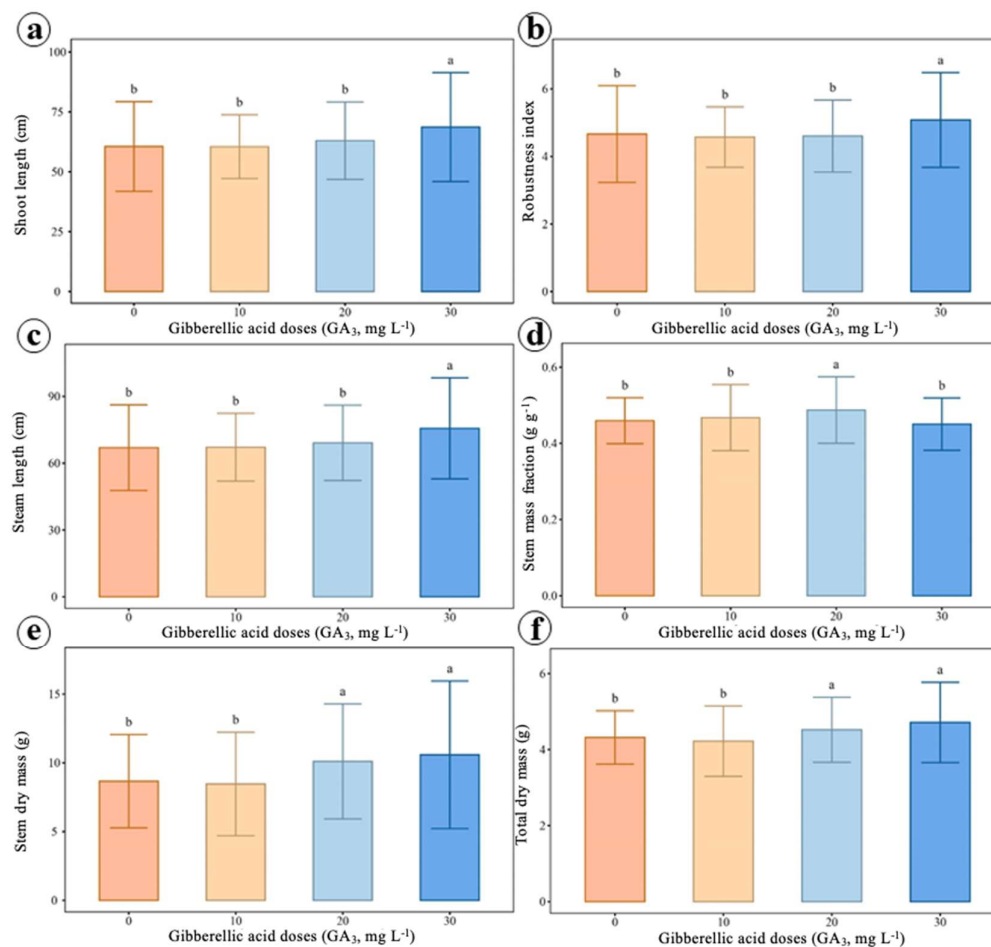 a
b
100
75
50
25
0
Shoot length (cm)
b
b
b
a
0
10
20
30
Gibberellic acid doses (GA₃, mg L⁻¹)
6
4
2
0
Robustness index
b
b
b
a
0
10
20
30
Gibberellic acid doses (GA₃, mg L⁻¹)
c
d
90
60
30
0
Steam length (cm)
b
b
b
a
0
10
20
30
Gibberellic acid doses (GA₃, mg L⁻¹)
0.6
0.4
0.2
0.0
Stem mass fraction (g g⁻¹)
b
b
a
b
0
10
20
30
Gibberellic acid doses (GA₃, mg L⁻¹)
e
f
15
10
5
0
Stem dry mass (g)
b
b
a
a
0
10
20
30
Gibberellic acid doses (GA₃, mg L⁻¹)
6
4
2
0
Total dry mass (g)
b
b
a
a
0
10
20
30
Gibberellic acid doses (GA₃, mg L⁻¹)